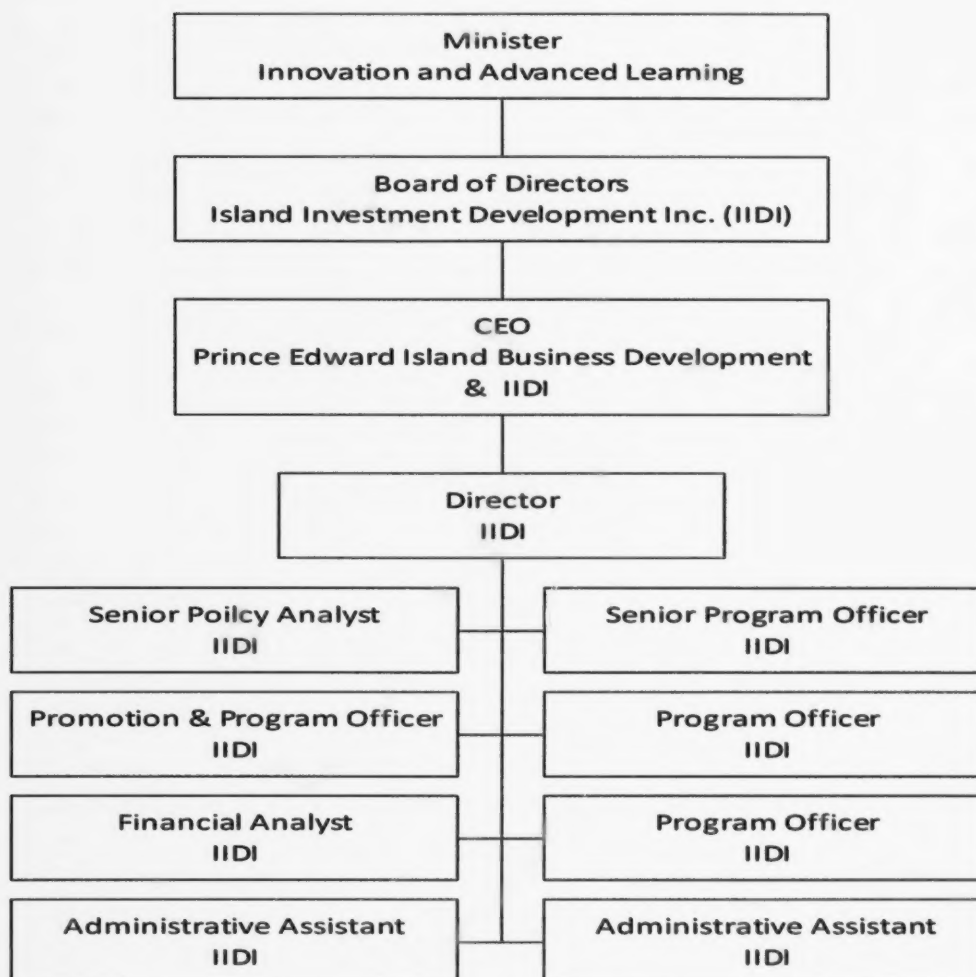 Minister
Innovation and Advanced Learning
Board of Directors
Island Investment Development Inc. (IIDI)
CEO
Prince Edward Island Business Development
& IIDI
Director
IIDI
Senior Poilcy Analyst
IIDI
Senior Program Officer
IIDI
Promotion & Program Officer
IIDI
Program Officer
IIDI
Financial Analyst
IIDI
Program Officer
IIDI
Administrative Assistant
IIDI
Administrative Assistant
IIDI